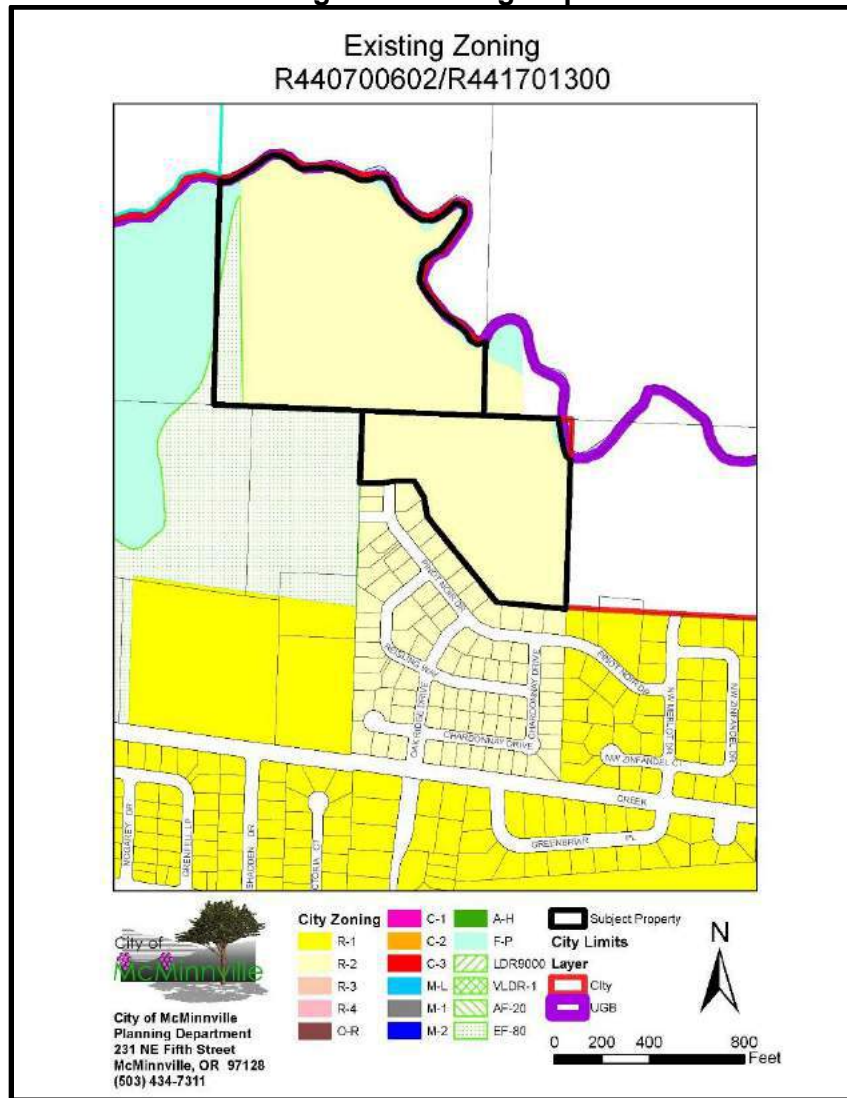 Existing Zoning
R440700602/R441701300
PINOT NOIR DR
OAK RIDGE DRIVE
CHARDONNAY DRIVE
CHARDONNAY DRIVE
PINOT NOIR DR
NW MERLOT DR
NW ZINFANDEL DR
NW ZINFANDEL CT
CREEK
GREENBRIAR PL
GRENFELL LP
SHADDEN DR
CTORIA CT
City of
McMinnville
City of McMinnville
Planning Department
231 NE Fifth Street
McMinnville, OR 97128
(503) 434-7311
City Zoning
R-1
R-2
R-3
R-4
O-R
C-1
C-2
C-3
M-L
M-1
M-2
A-H
F-P
LDR9000
VLDR-1
AF-20
EF-80
Subject Property
City Limits
Layer
City
UGB
N
0 200 400 800
Feet